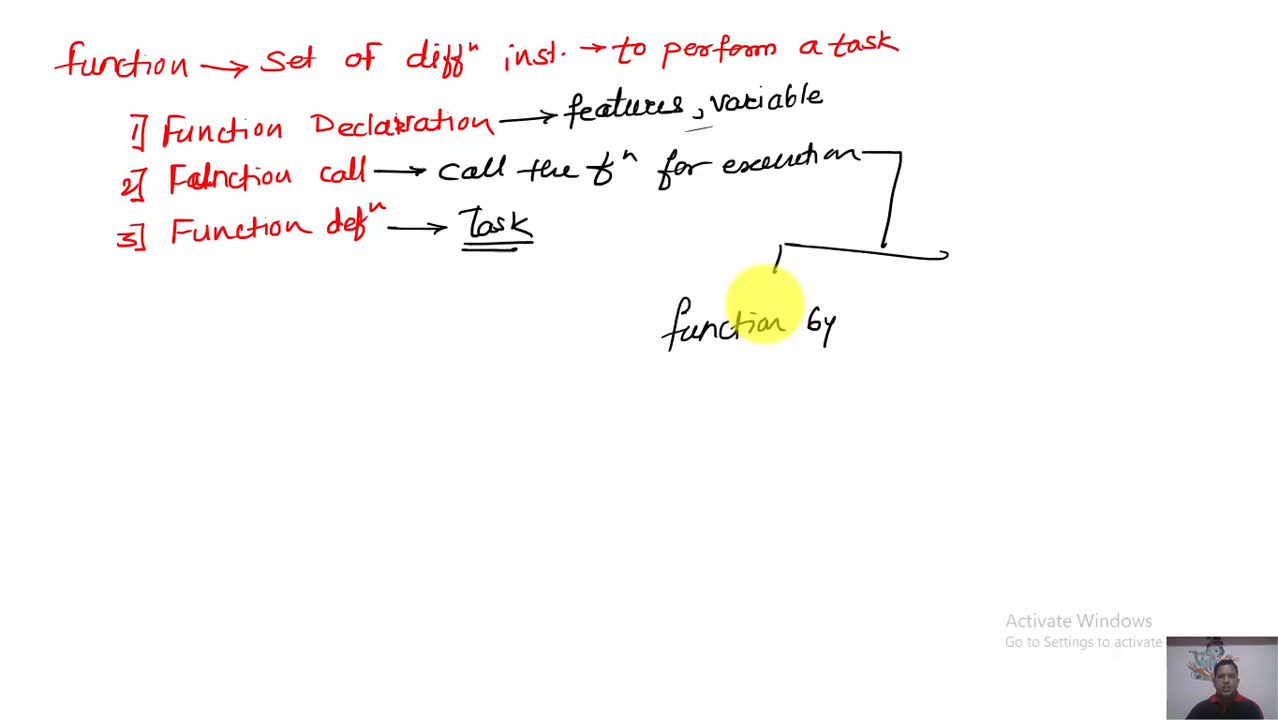 function → set of diffⁿ inst. → to perform a task
1] Function Declaration → features, variable
2] Function call → call the fⁿ for execution
3] Function defⁿ → Task
function by
Activate Windows
Go to Settings to activate